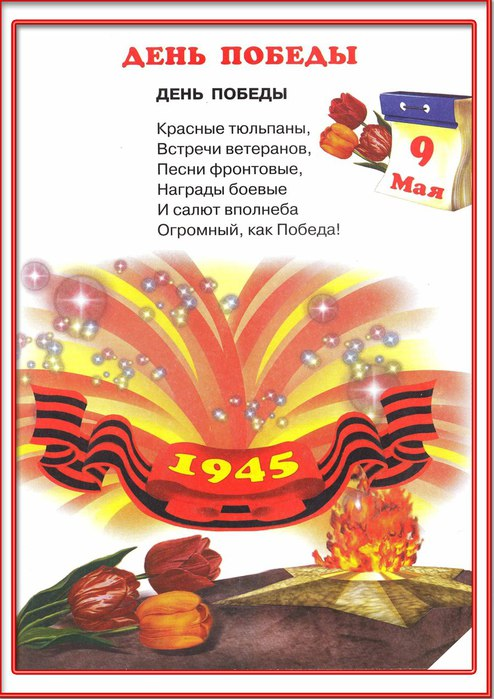 ДЕНЬ ПОБЕДЫ
ДЕНЬ ПОБЕДЫ
Красные тюльпаны,
Встречи ветеранов,
Песни фронтовые,
Награды боевые
И салют вполнеба
Огромный, как Победа!
9
Мая
1945